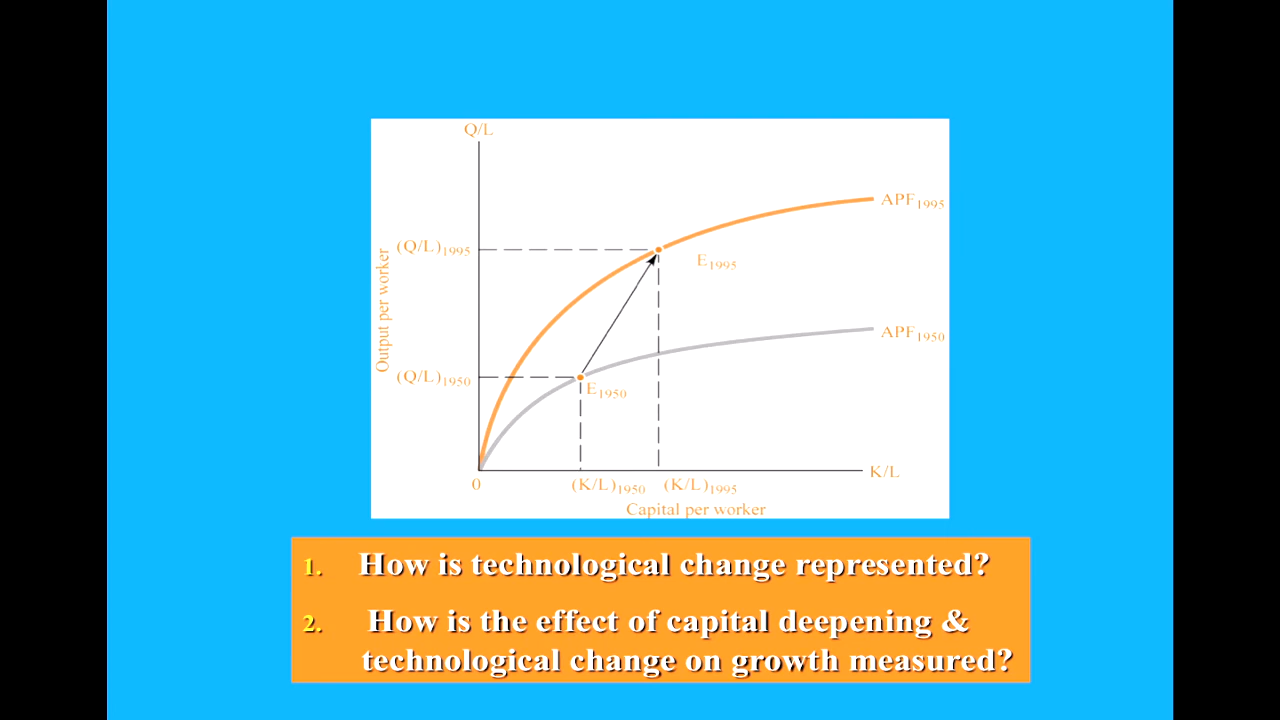 Q/L
APF1995
(Q/L)1995
E1995
Output per worker
APF1950
(Q/L)1950
E1950
K/L
0
(K/L)1950 (K/L)1995
Capital per worker
1. How is technological change represented?
2. How is the effect of capital deepening &
technological change on growth measured?